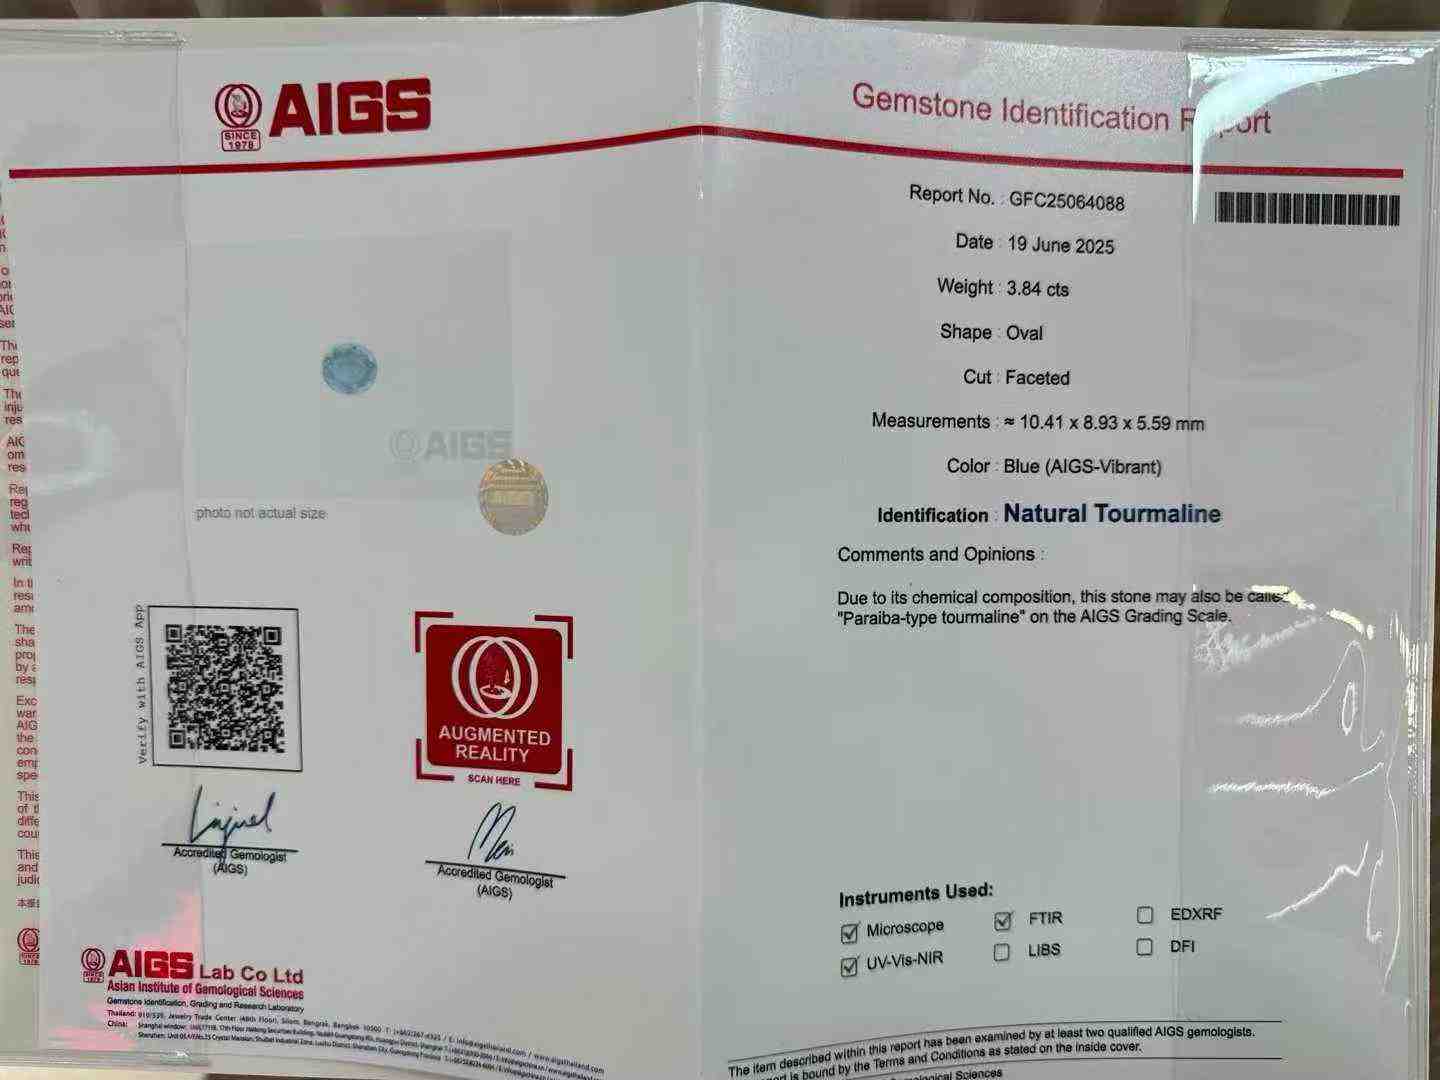 AIGS
SINCE
1978
AIGS
photo not actual size
Verify with AIGS App
AUGMENTED
REALITY
SCAN HERE
Accredited Gemologist
(AIGS)
Accredited Gemologist
(AIGS)
AIGS Lab Co Ltd
Asian Institute of Gemological Sciences
Gemstone Identification, Grading and Research Laboratory
Gemstone Identification Report
Report No. : GFC25064088
Date : 19 June 2025
Weight : 3.84 cts
Shape : Oval
Cut : Faceted
Measurements : ≈ 10.41 x 8.93 x 5.59 mm
Color : Blue (AIGS-Vibrant)
Identification : Natural Tourmaline
Comments and Opinions :
Due to its chemical composition, this stone may also be called
"Paraiba-type tourmaline" on the AIGS Grading Scale.
Instruments Used:
Microscope FTIR EDXRF
UV-Vis-NIR LIBS DFI
The item described within this report has been examined by at least two qualified AIGS gemologists.
is bound by the Terms and Conditions as stated on the inside cover.